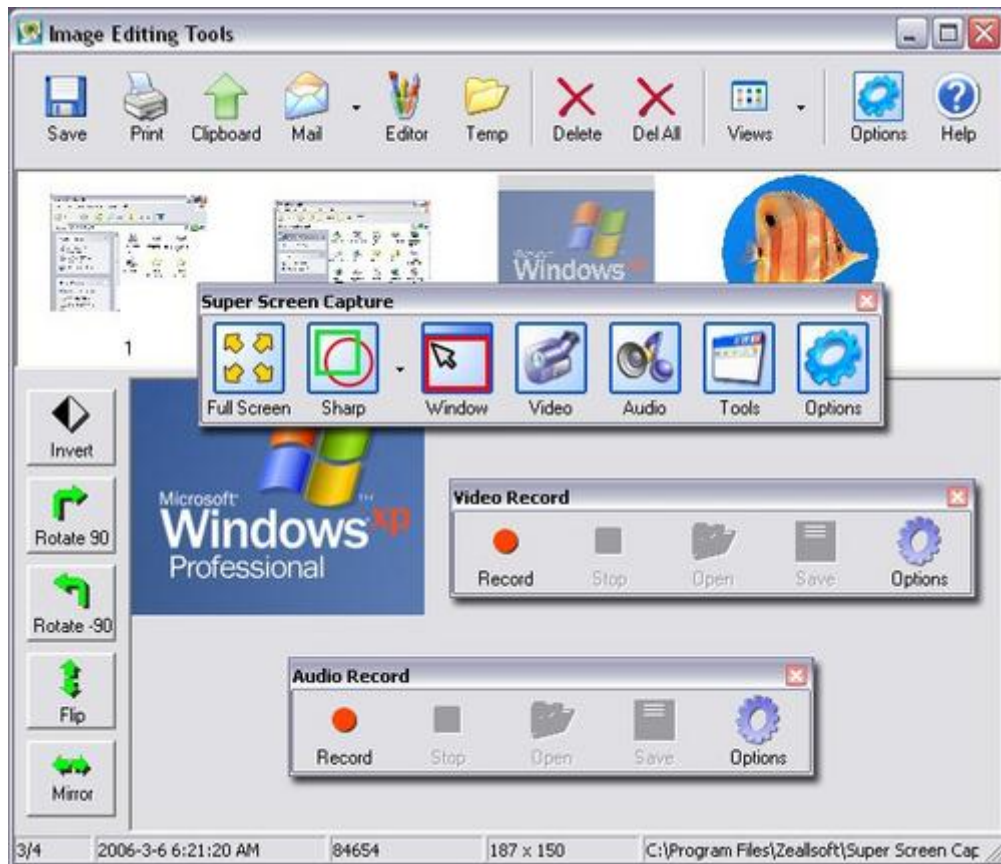 Image Editing Tools
Save Print Clipboard Mail Editor Temp Delete Del All Views Options Help
Windows
1
Super Screen Capture
Full Screen Sharp Window Video Audio Tools Options
Invert
Rotate 90
Rotate -90
Flip
Mirror
Microsoft
Windows xp
Professional
Video Record
Record Stop Open Save Options
Audio Record
Record Stop Open Save Options
3/4 2006-3-6 6:21:20 AM 84654 187 x 150 C:\Program Files\Zeallsoft\Super Screen Cap